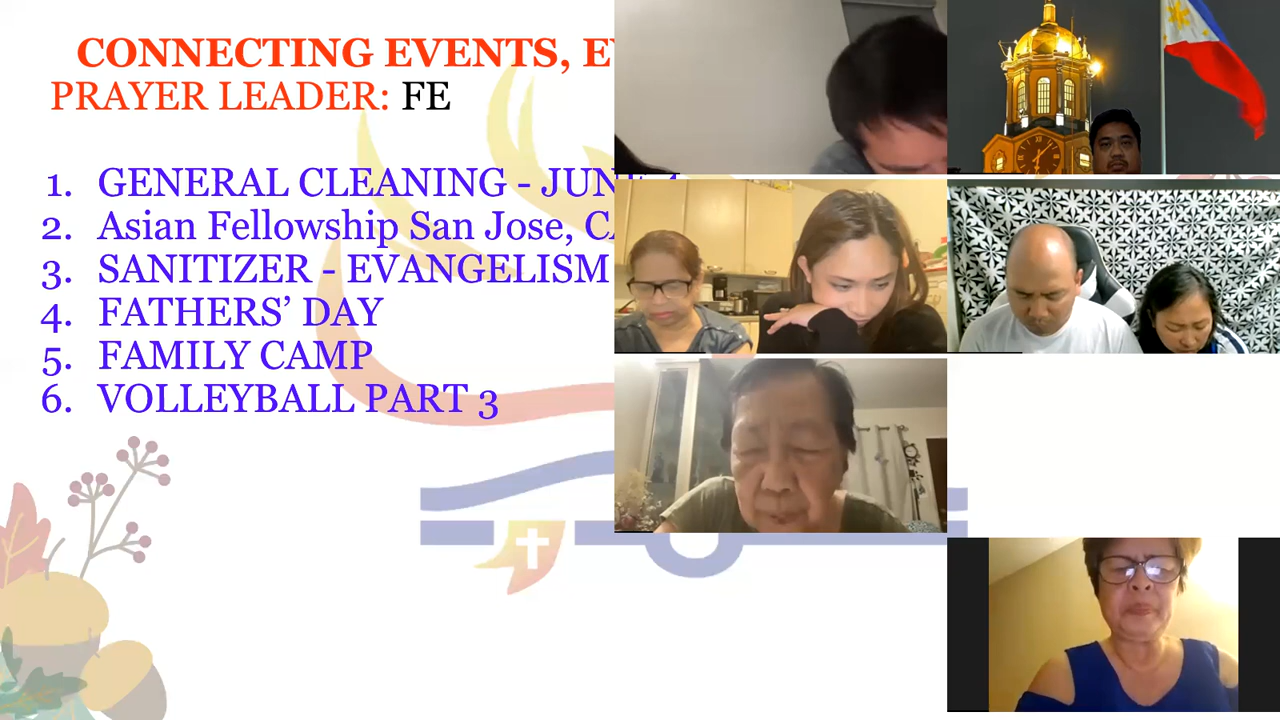 CONNECTING EVENTS,
PRAYER LEADER: FE
1. GENERAL CLEANING -
2. Asian Fellowship San Jose,
3. SANITIZER - EVANGELISM
4. FATHERS’ DAY
5. FAMILY CAMP
6. VOLLEYBALL PART 3